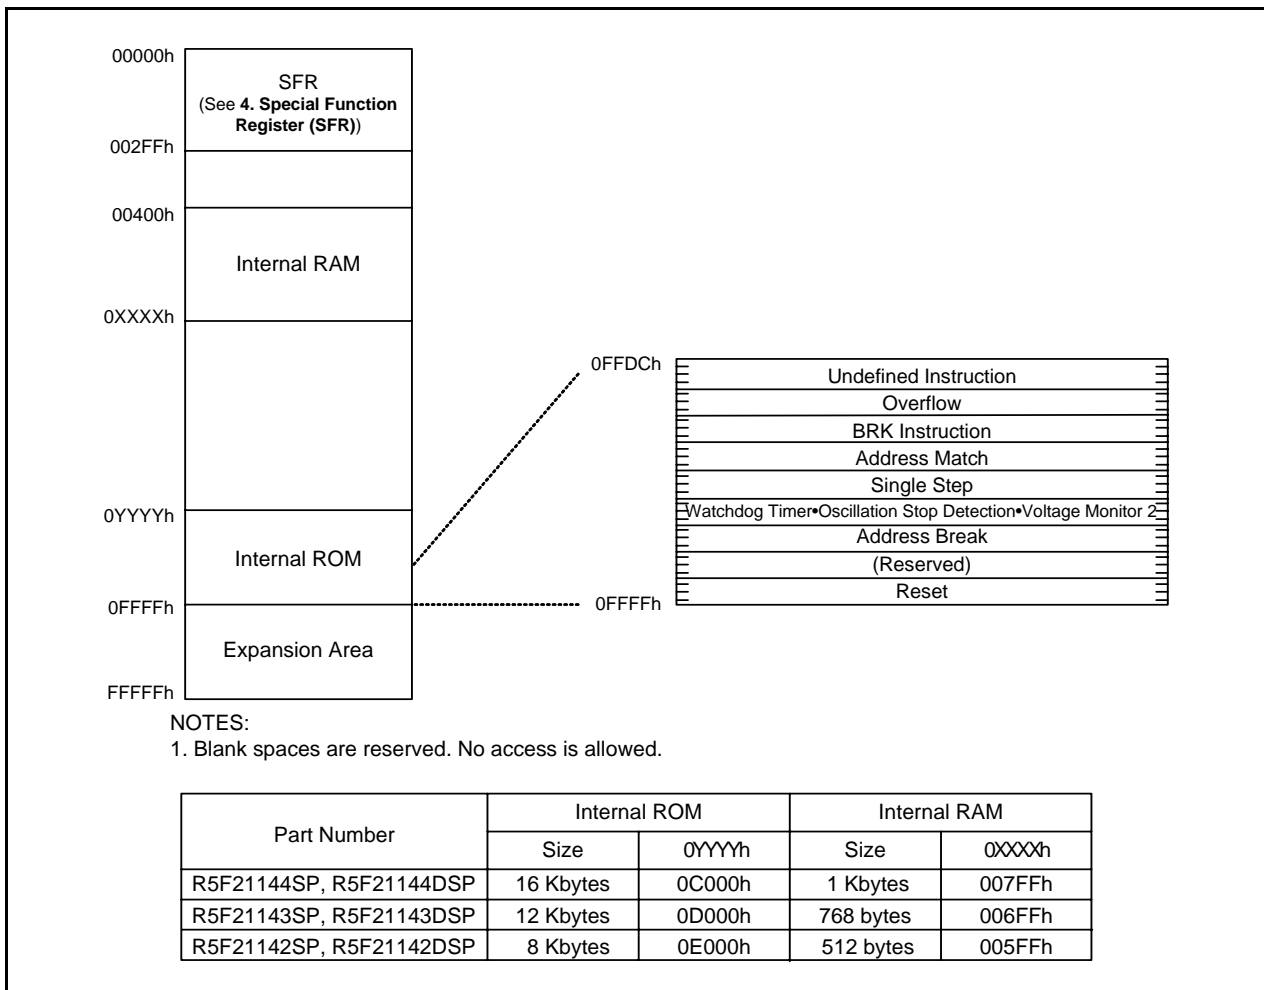 00000h
SFR
(See 4. Special Function
Register (SFR))
002FFh
00400h
Internal RAM
0XXXXh
0YYYYh
Internal ROM
0FFFFh
Expansion Area
FFFFFh
0FFDCh
Undefined Instruction
Overflow
BRK Instruction
Address Match
Single Step
Watchdog Timer•Oscillation Stop Detection•Voltage Monitor 2
Address Break
(Reserved)
Reset
0FFFFh
NOTES:
1. Blank spaces are reserved. No access is allowed.
Part Number Internal ROM Internal RAM
Size 0YYYYh Size 0XXXXh
R5F21144SP, R5F21144DSP 16 Kbytes 0C000h 1 Kbytes 007FFh
R5F21143SP, R5F21143DSP 12 Kbytes 0D000h 768 bytes 006FFh
R5F21142SP, R5F21142DSP 8 Kbytes 0E000h 512 bytes 005FFh